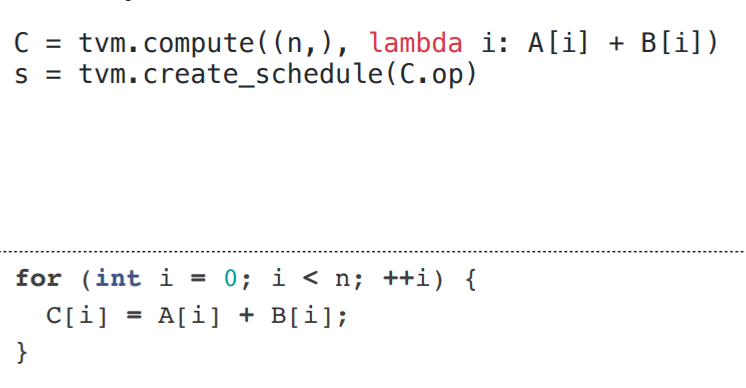 C = tvm.compute((n,), lambda i: A[i] + B[i])
s = tvm.create_schedule(C.op)
for (int i = 0; i < n; ++i) {
  C[i] = A[i] + B[i];
}